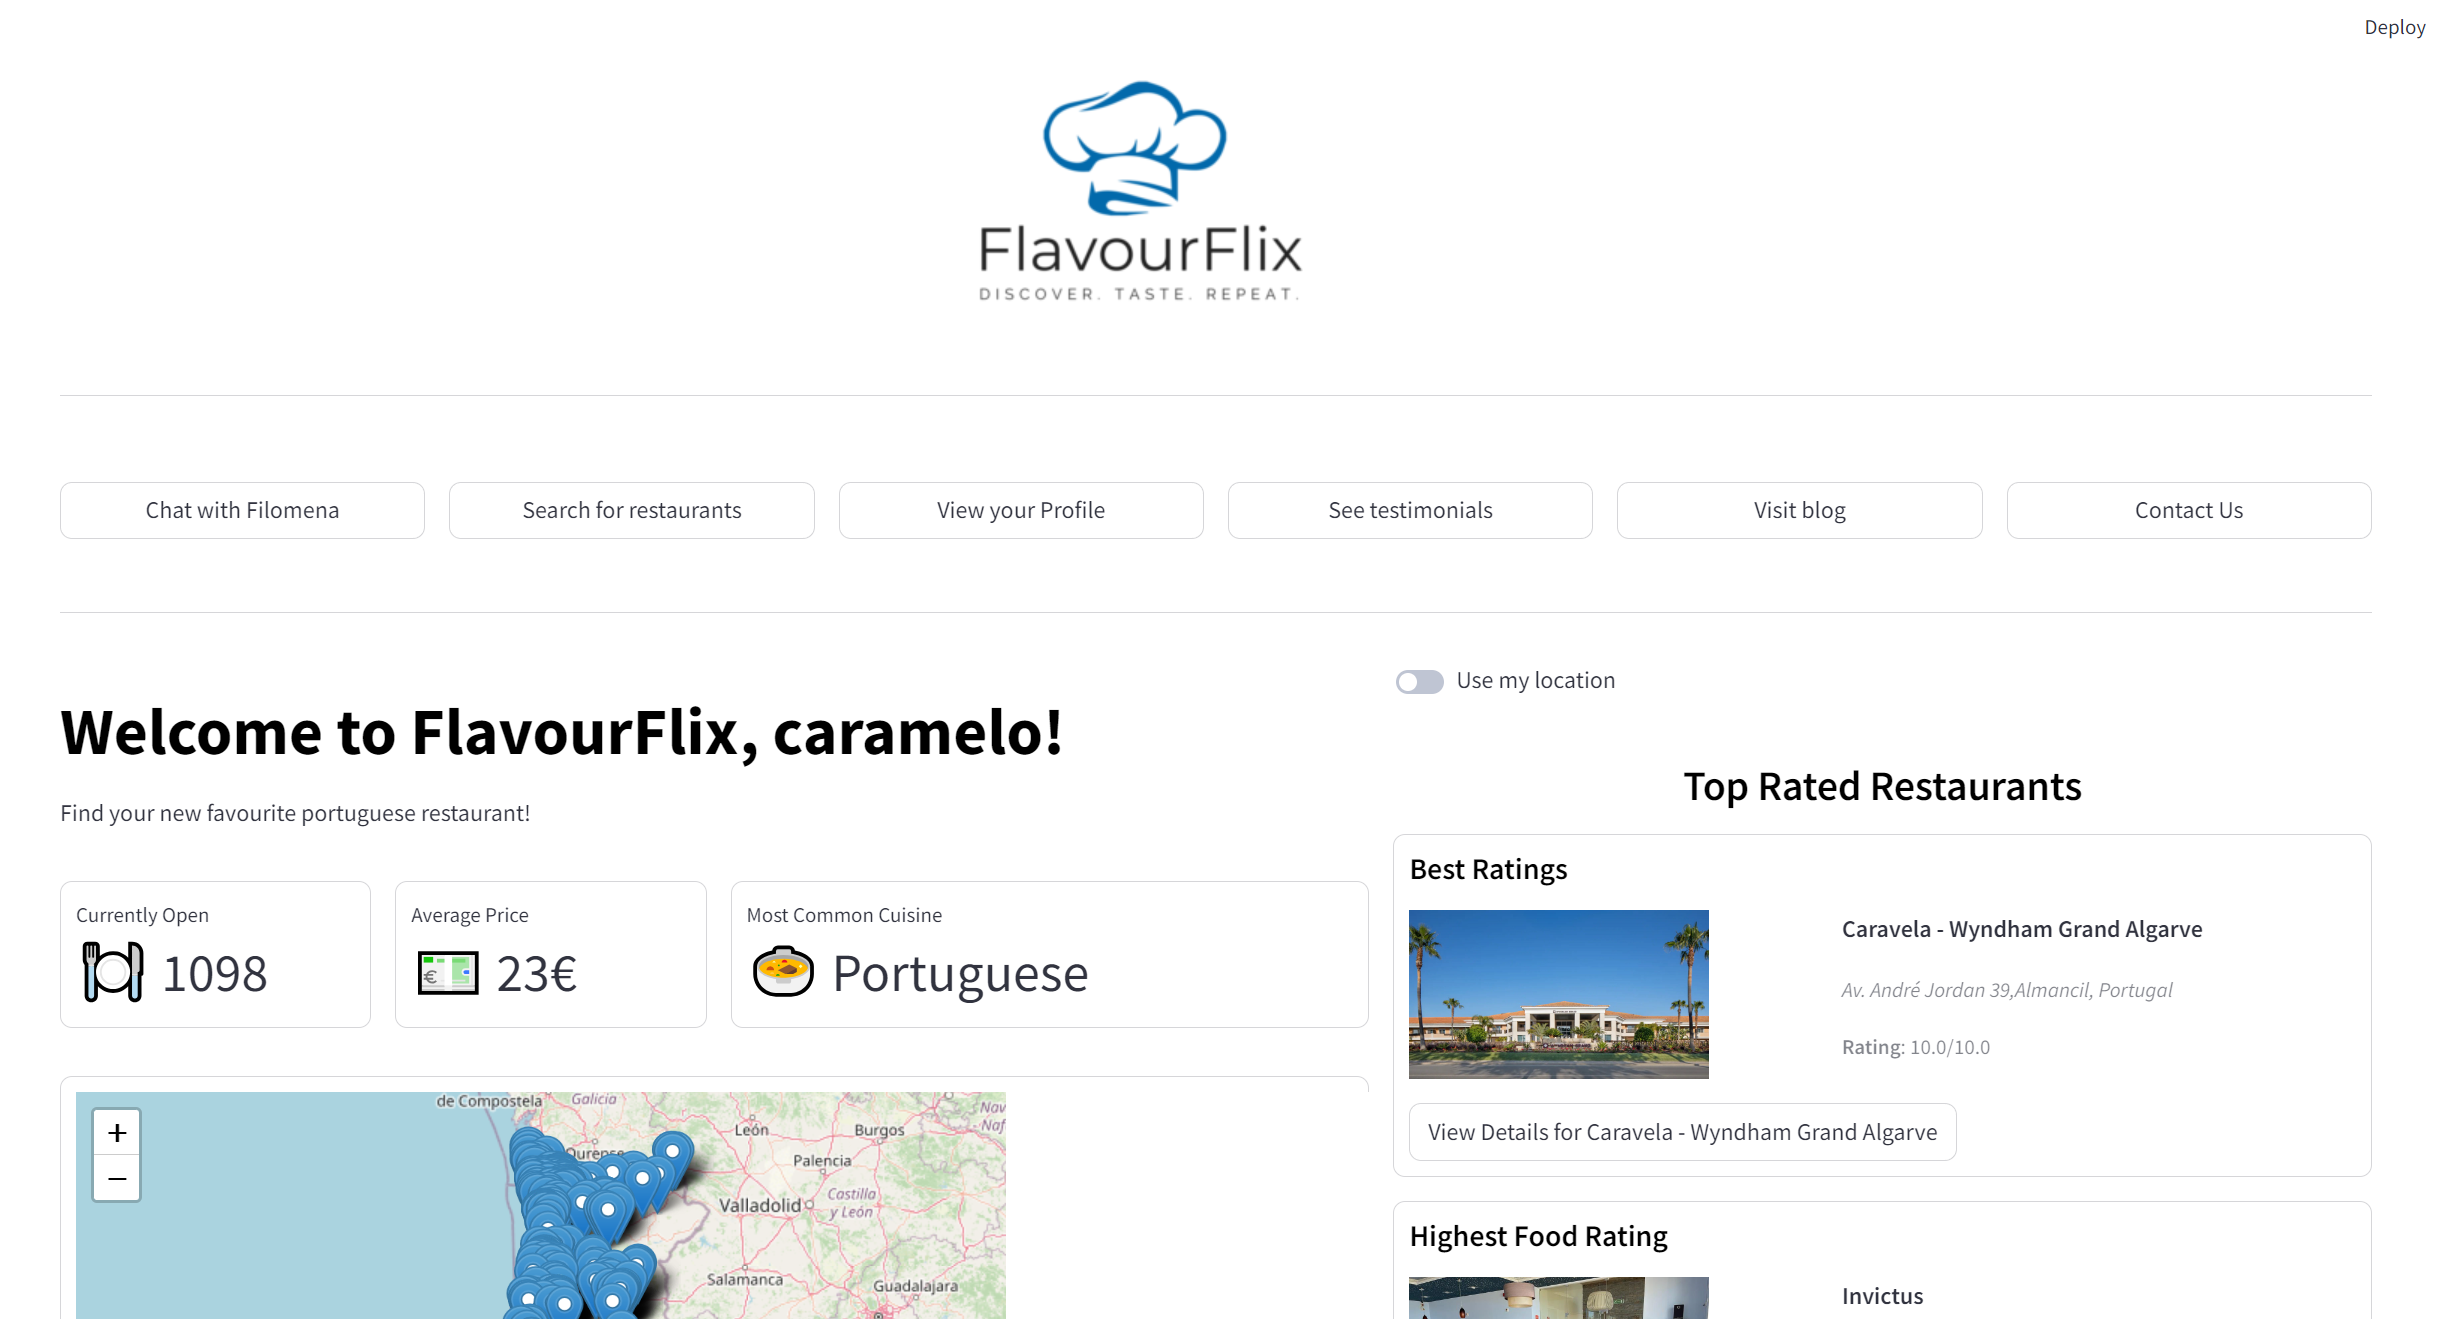 Deploy
FlavourFlix
DISCOVER. TASTE. REPEAT.
Chat with Filomena
Search for restaurants
View your Profile
See testimonials
Visit blog
Contact Us
Use my location
Welcome to FlavourFlix, caramelo!
Find your new favourite portuguese restaurant!
Currently Open
1098
Average Price
23€
Most Common Cuisine
Portuguese
+
−
de Compostela
Galicia
Nav
-Naf
León
Burgos
Ourense
Palencia
Valladolid
Castilla
y León
Salamanca
Guadalajara
Top Rated Restaurants
Best Ratings
Caravela - Wyndham Grand Algarve
Av. André Jordan 39,Almancil, Portugal
Rating: 10.0/10.0
View Details for Caravela - Wyndham Grand Algarve
Highest Food Rating
Invictus